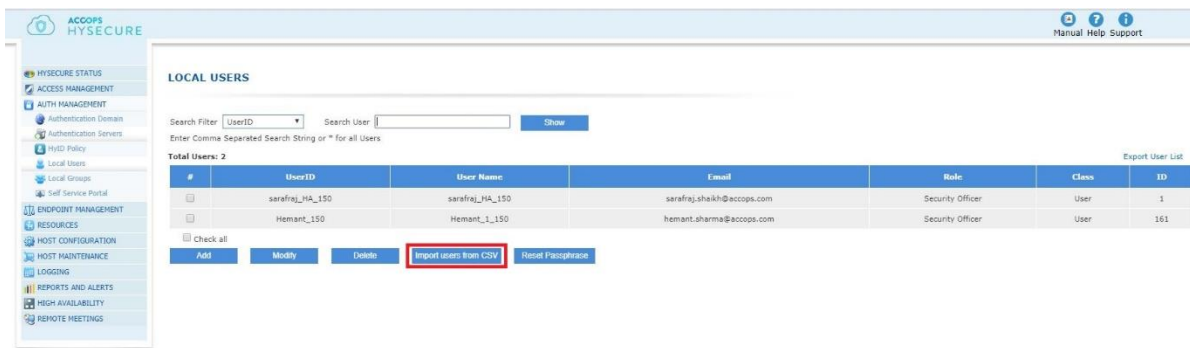 ACCOPS
HYSECURE
Manual Help Support
HYSECURE STATUS
ACCESS MANAGEMENT
AUTH MANAGEMENT
Authentication Domain
Authentication Servers
HyID Policy
Local Users
Local Groups
Self Service Portal
ENDPOINT MANAGEMENT
RESOURCES
HOST CONFIGURATION
HOST MAINTENANCE
LOGGING
REPORTS AND ALERTS
HIGH AVAILABILITY
REMOTE MEETINGS
LOCAL USERS
Search Filter UserID Search User Show
Enter Comma Separated Search String or * for all Users
Total Users: 2 Export User List
# UserID User Name Email Role Class ID
sarafraj_HA_150 sarafraj_HA_150 sarafraj.shaikh@accops.com Security Officer User 1
Hemant_150 Hemant_1_150 hemant.sharma@accops.com Security Officer User 161
Check all
Add Modify Delete Import users from CSV Reset Passphrase